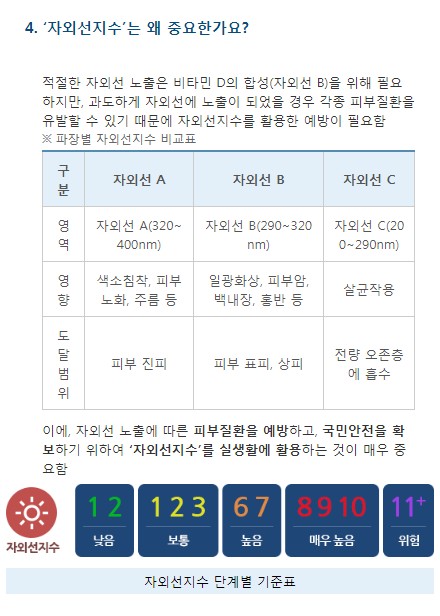 4. ‘자외선지수’는 왜 중요한가요?
적절한 자외선 노출은 비타민 D의 합성(자외선 B)을 위해 필요
하지만, 과도하게 자외선에 노출이 되었을 경우 각종 피부질환을
유발할 수 있기 때문에 자외선지수를 활용한 예방이 필요함
※ 파장별 자외선지수 비교표
구분 자외선 A 자외선 B 자외선 C
영역 자외선 A(320~ 자외선 B(290~320 자외선 C(20
400nm) nm) 0~290nm)
영향 색소침착, 피부 일광화상, 피부암, 살균작용
노화, 주름 등 백내장, 홍반 등
도달범위 피부 진피 피부 표피, 상피 전량 오존층
에 흡수
이에, 자외선 노출에 따른 피부질환을 예방하고, 국민안전을 확
보하기 위하여 ‘자외선지수’를 실생활에 활용하는 것이 매우 중
요함
1 2 1 2 3 6 7 8 9 10 11+
자외선지수 낮음 보통 높음 매우 높음 위험
자외선지수 단계별 기준표